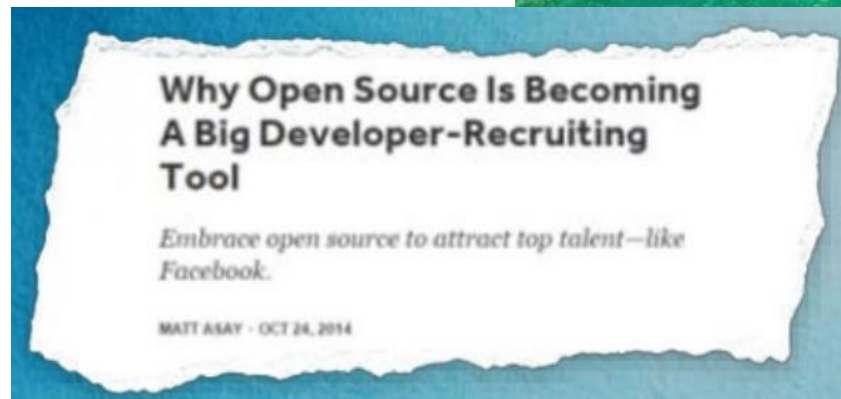 Why Open Source Is Becoming
A Big Developer-Recruiting
Tool
Embrace open source to attract top talent—like
Facebook.
MATT ASAY - OCT 24, 2014